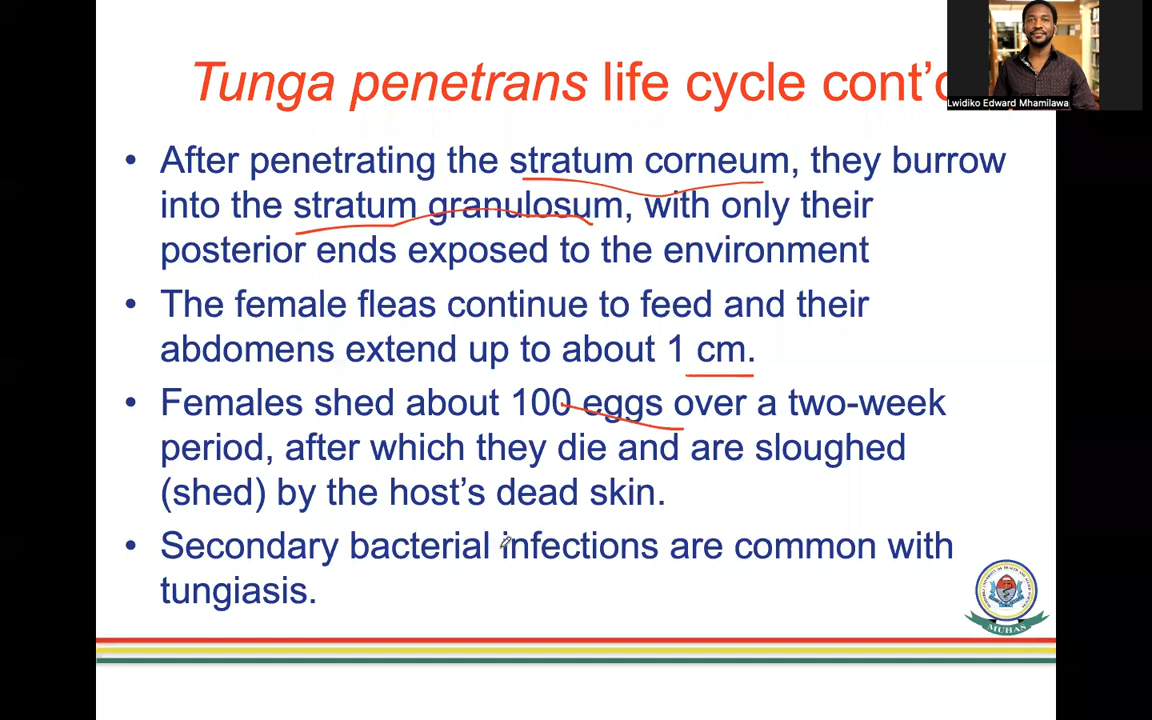 Tunga penetrans life cycle cont'd
Lwidiko Edward Mhamilawa
• After penetrating the stratum corneum, they burrow
into the stratum granulosum, with only their
posterior ends exposed to the environment
• The female fleas continue to feed and their
abdomens extend up to about 1 cm.
• Females shed about 100 eggs over a two-week
period, after which they die and are sloughed
(shed) by the host's dead skin.
• Secondary bacterial infections are common with
tungiasis.
MUHAS